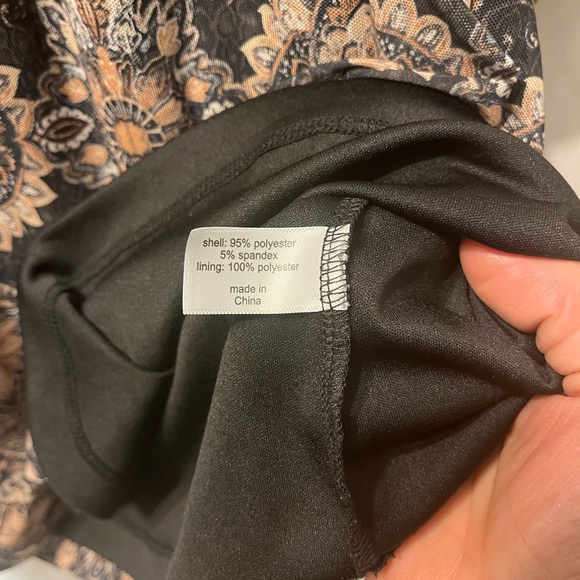 shell: 95% polyester
5% spandex
lining: 100% polyester
made in
China